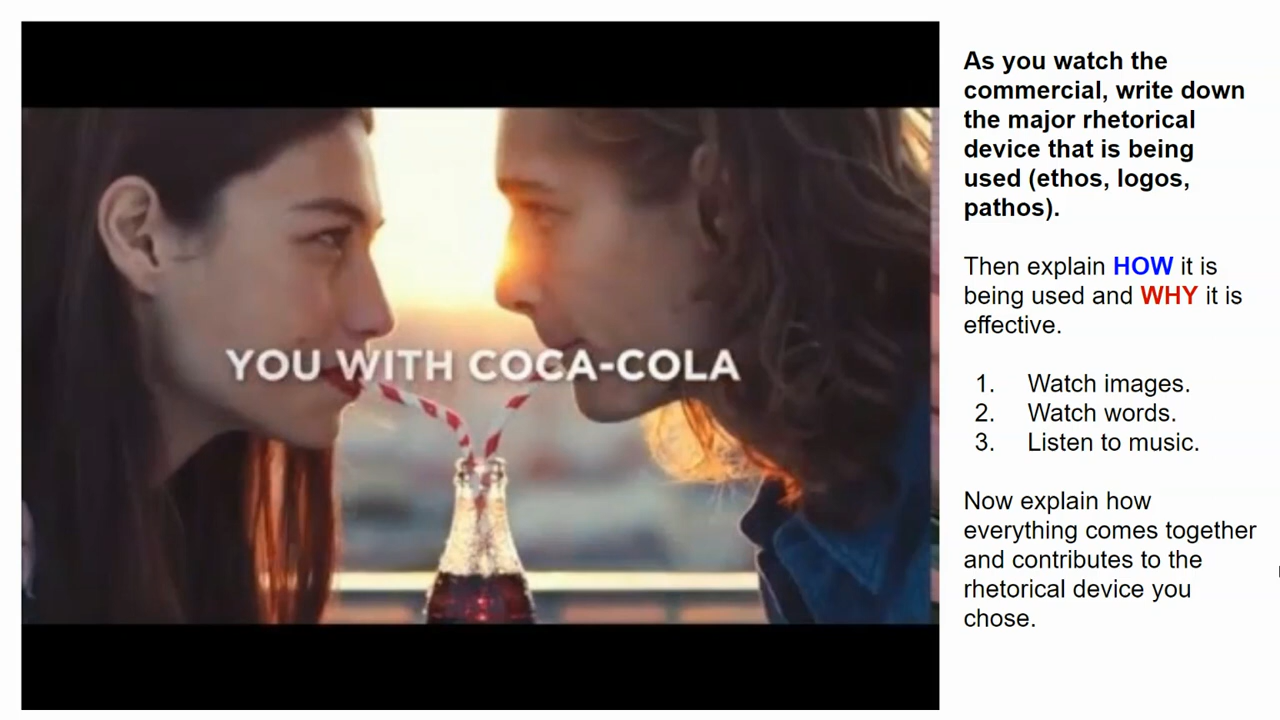 YOU WITH COCA-COLA
As you watch the
commercial, write down
the major rhetorical
device that is being
used (ethos, logos,
pathos).
Then explain HOW it is
being used and WHY it is
effective.
1. Watch images.
2. Watch words.
3. Listen to music.
Now explain how
everything comes together
and contributes to the
rhetorical device you
chose.